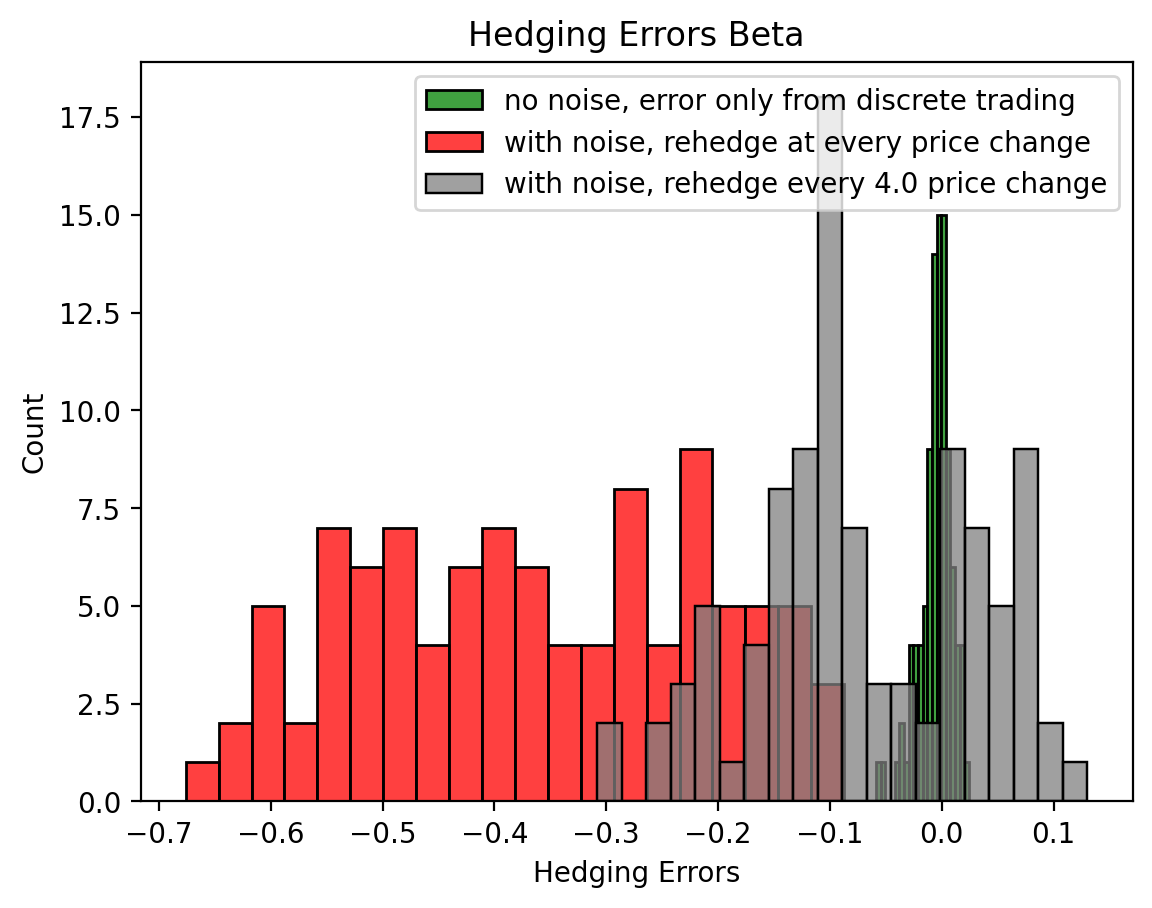 Hedging Errors Beta
no noise, error only from discrete trading
with noise, rehedge at every price change
with noise, rehedge every 4.0 price change
17.5
15.0
12.5
10.0
7.5
5.0
2.5
0.0
Count
−0.7 −0.6 −0.5 −0.4 −0.3 −0.2 −0.1 0.0 0.1
Hedging Errors